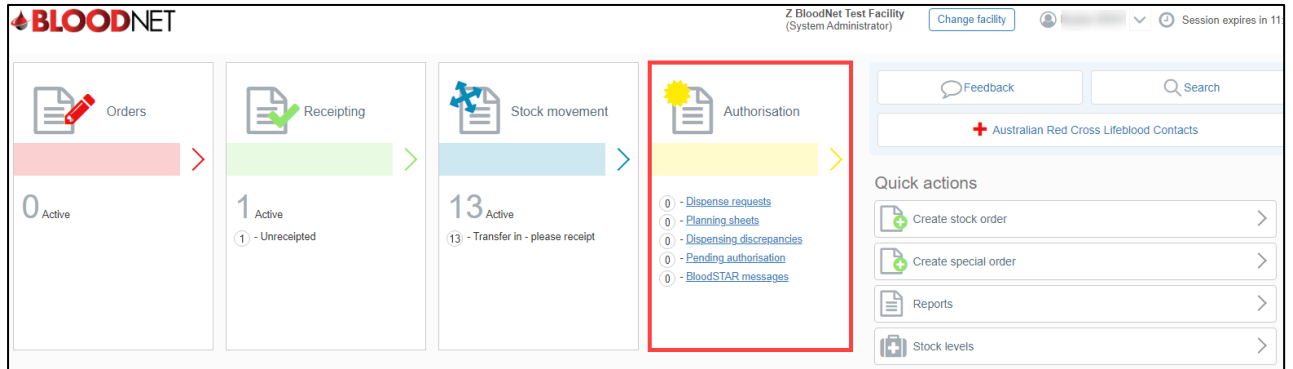 BLOODNET
Z BloodNet Test Facility
(System Administrator)
Change facility
Session expires in 11:
Orders
0 Active
Receipting
1 Active
1 - Unreceipted
Stock movement
13 Active
13 - Transfer in - please receipt
Authorisation
0 - Dispense requests
0 - Planning sheets
0 - Dispensing discrepancies
0 - Pending authorisation
0 - BloodSTAR messages
Feedback
Search
Australian Red Cross Lifeblood Contacts
Quick actions
Create stock order
Create special order
Reports
Stock levels